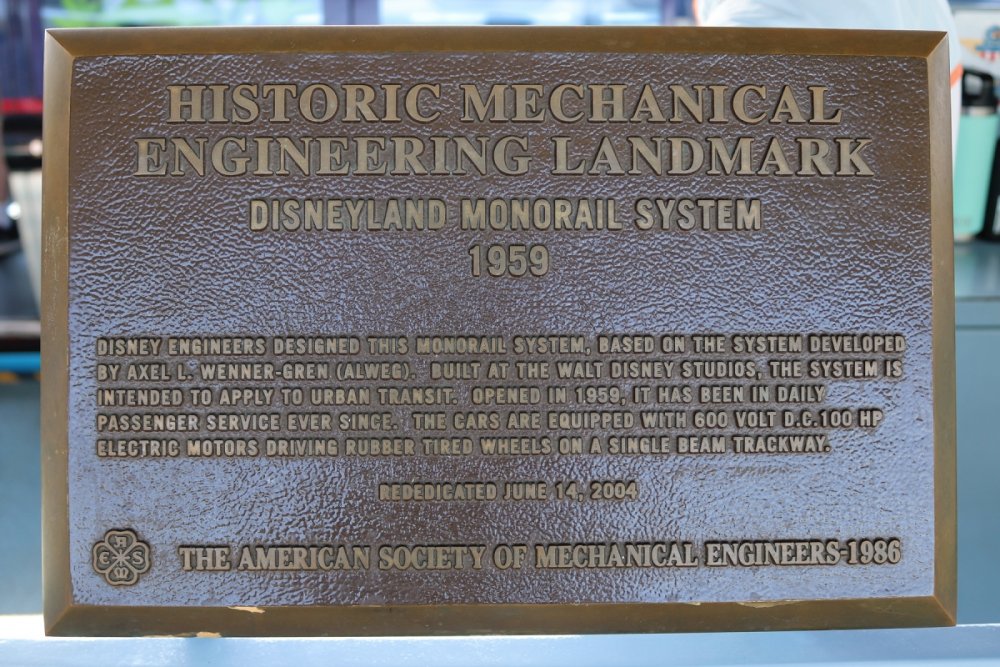 HISTORIC MECHANICAL
ENGINEERING LANDMARK
DISNEYLAND MONORAIL SYSTEM
1959
DISNEY ENGINEERS DESIGNED THIS MONORAIL SYSTEM, BASED ON THE SYSTEM DEVELOPED
BY AXEL L. WENNER-GREN (ALWEG). BUILT AT THE WALT DISNEY STUDIOS, THE SYSTEM IS
INTENDED TO APPLY TO URBAN TRANSIT. OPENED IN 1959, IT HAS BEEN IN DAILY
PASSENGER SERVICE EVER SINCE. THE CARS ARE EQUIPPED WITH 600 VOLT D.C.100 HP
ELECTRIC MOTORS DRIVING RUBBER TIRED WHEELS ON A SINGLE BEAM TRACKWAY.
REDEDICATED JUNE 14, 2004
THE AMERICAN SOCIETY OF MECHANICAL ENGINEERS-1986